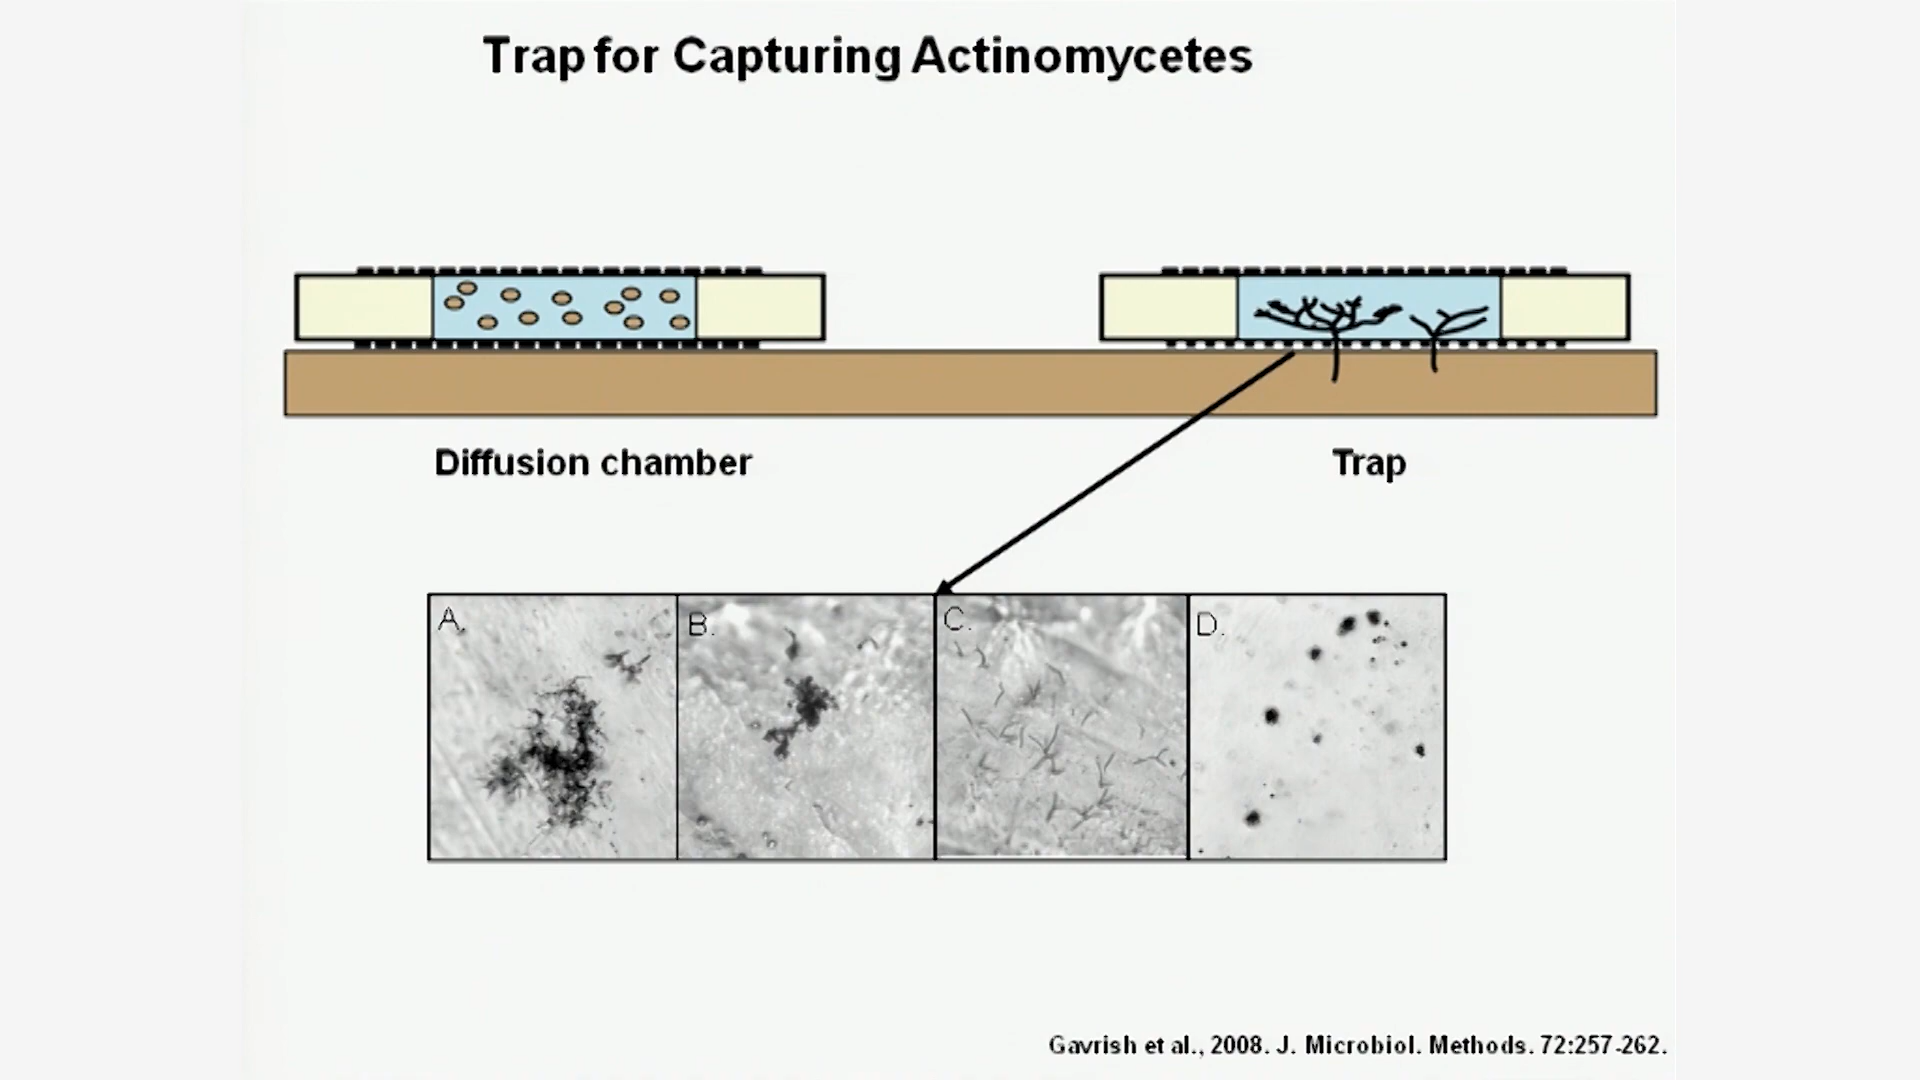 Trap for Capturing Actinomycetes
Diffusion chamber
Trap
A.
B.
C.
D.
Gavrish et al., 2008. J. Microbiol. Methods. 72:257-262.